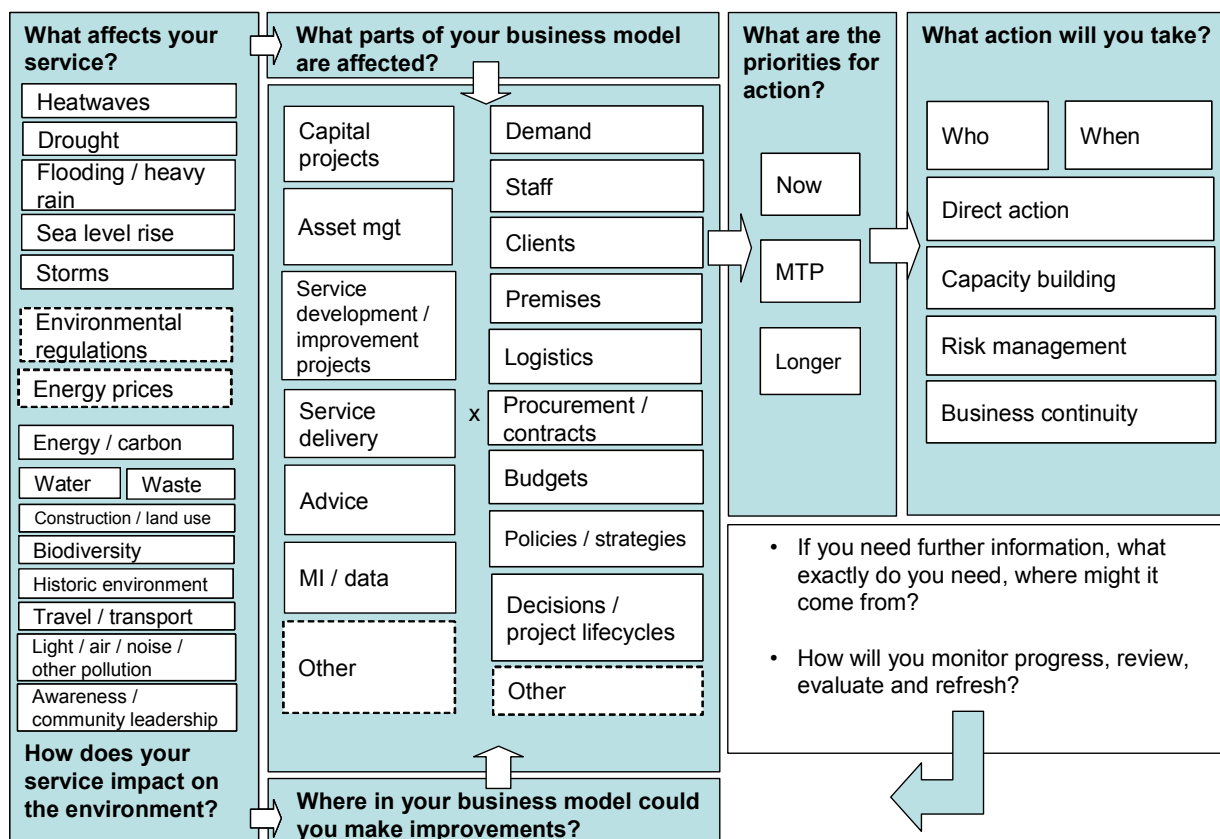 What affects your
service?
Heatwaves
Drought
Flooding / heavy
rain
Sea level rise
Storms
Environmental
regulations
Energy prices
Energy / carbon
Water
Waste
Construction / land use
Biodiversity
Historic environment
Travel / transport
Light / air / noise /
other pollution
Awareness /
community leadership
How does your
service impact on
the environment?
What parts of your business model
are affected?
Capital
projects
Asset mgt
Service
development /
improvement
projects
Service
delivery
Advice
MI / data
Other
x
Demand
Staff
Clients
Premises
Logistics
Procurement /
contracts
Budgets
Policies / strategies
Decisions /
project lifecycles
Other
Where in your business model could
you make improvements?
What are the
priorities for
action?
Now
MTP
Longer
What action will you take?
Who
When
Direct action
Capacity building
Risk management
Business continuity
• If you need further information, what
exactly do you need, where might it
come from?
• How will you monitor progress, review,
evaluate and refresh?